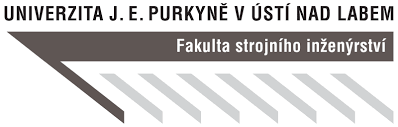 UNIVERZITA J. E. PURKYNĚ V ÚSTÍ NAD LABEM
Fakulta strojního inženýrství